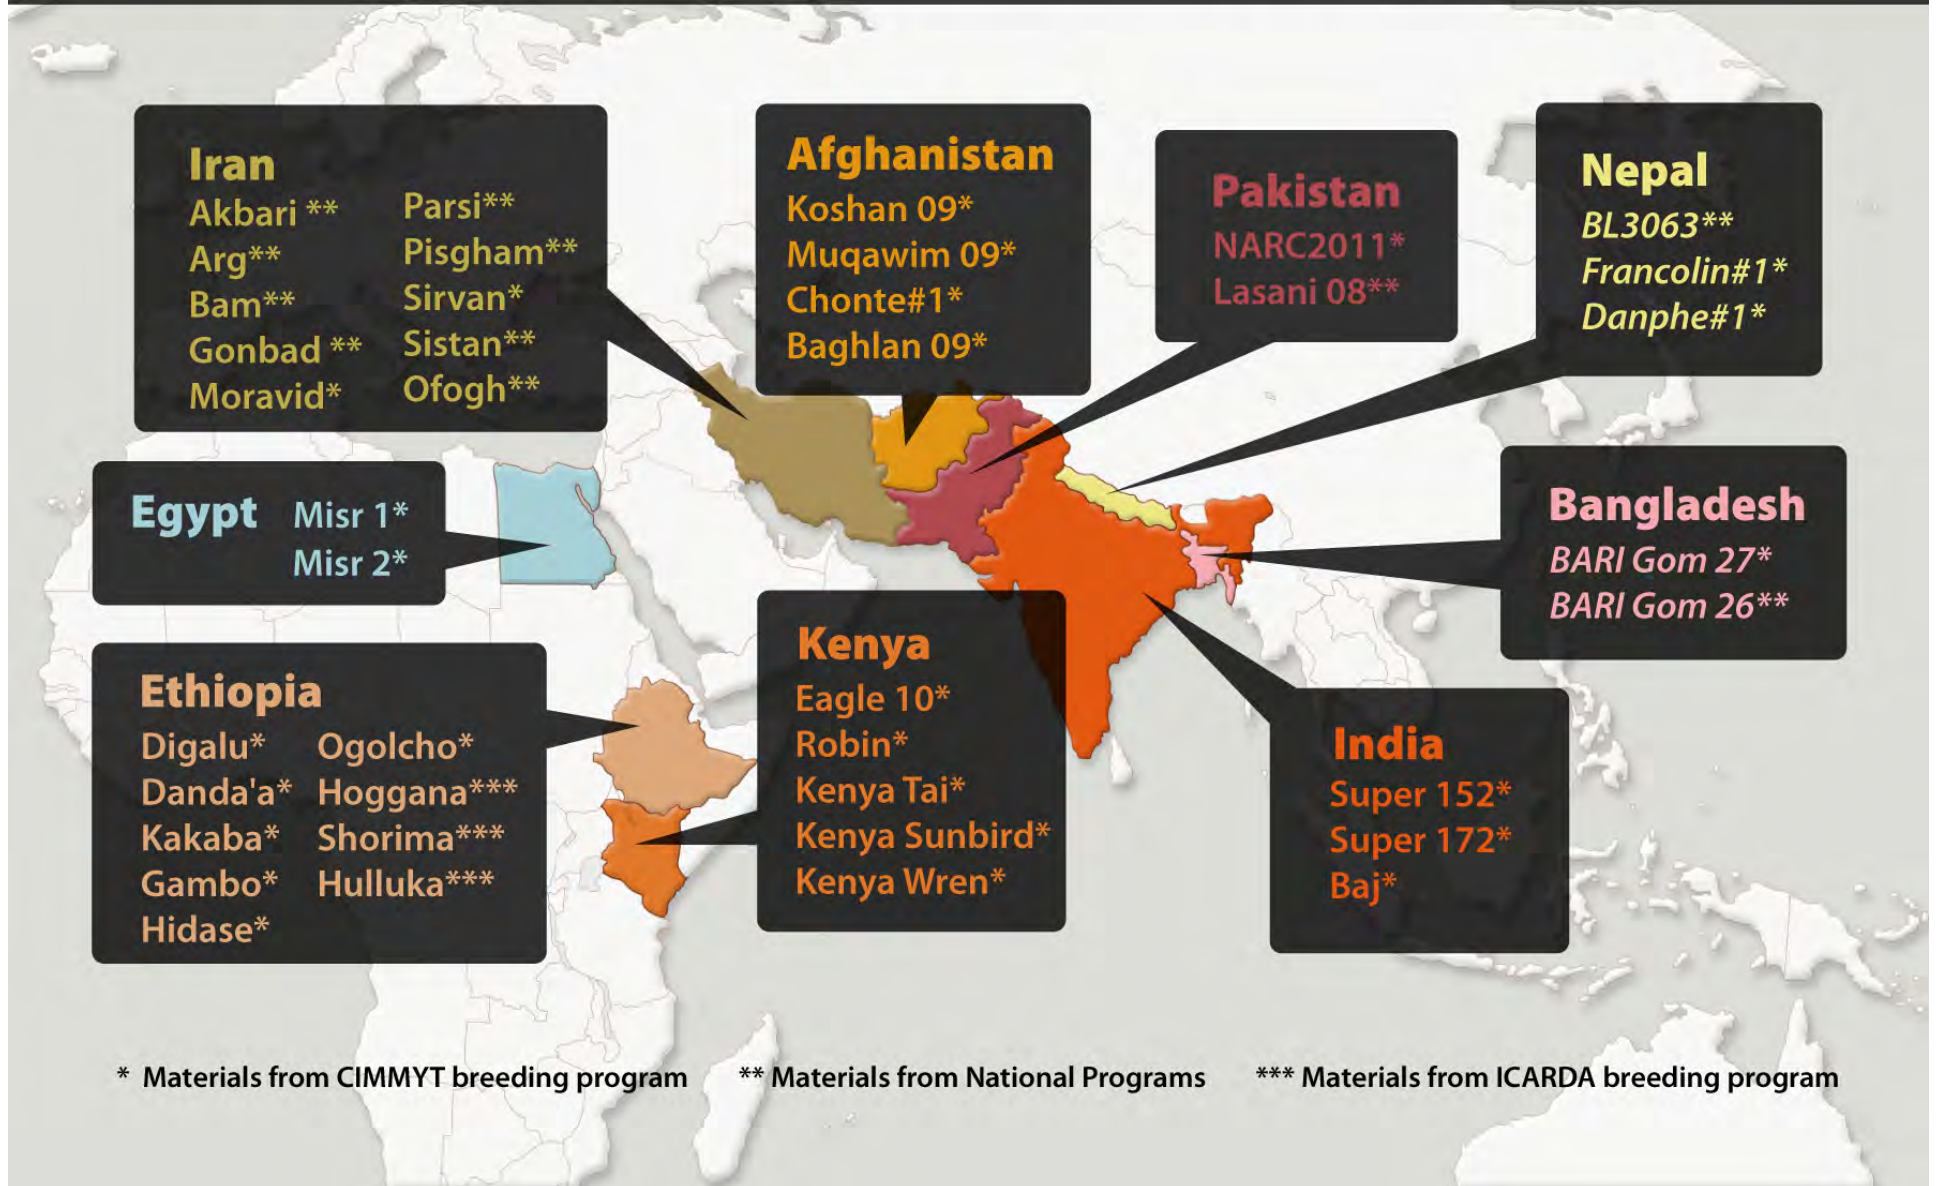 Iran
Akbari **
Arg**
Bam**
Gonbad **
Moravid*
Parsi**
Pisgham**
Sirvan*
Sistan**
Ofogh**
Afghanistan
Koshan 09*
Muqawim 09*
Chonte#1*
Baghlan 09*
Pakistan
NARC2011*
Lasani 08**
Nepal
BL3063**
Francolin#1*
Danphe#1*
Egypt
Misr 1*
Misr 2*
Bangladesh
BARI Gom 27*
BARI Gom 26**
Ethiopia
Digalu*
Danda'a*
Kakaba*
Gambo*
Hidase*
Ogolcho*
Hoggana***
Shorima***
Hulluka***
Kenya
Eagle 10*
Robin*
Kenya Tai*
Kenya Sunbird*
Kenya Wren*
India
Super 152*
Super 172*
Baj*
* Materials from CIMMYT breeding program
** Materials from National Programs
*** Materials from ICARDA breeding program